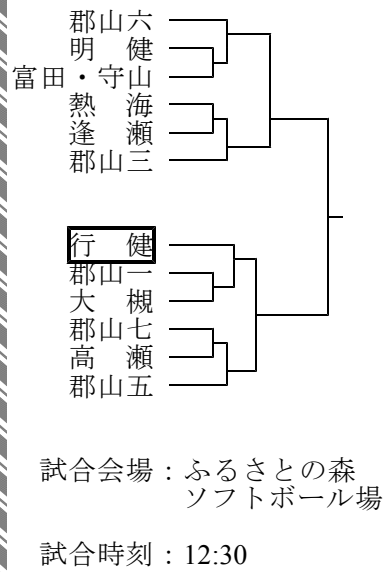 郡山六
明　健
富田・守山
熱　海
逢　瀬
郡山三
行　健
郡山一
大　槻
郡山七
高　瀬
郡山五
試合会場：ふるさとの森
ソフトボール場
試合時刻：12:30